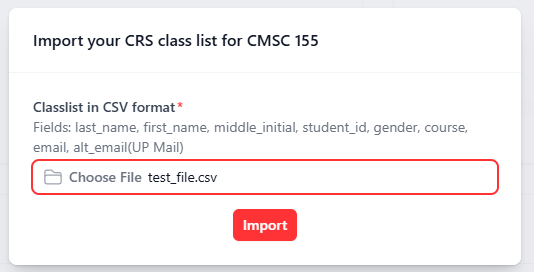 Import your CRS class list for CMSC 155
Classlist in CSV format*
Fields: last_name, first_name, middle_initial, student_id, gender, course,
email, alt_email(UP Mail)
Choose File test_file.csv
Import